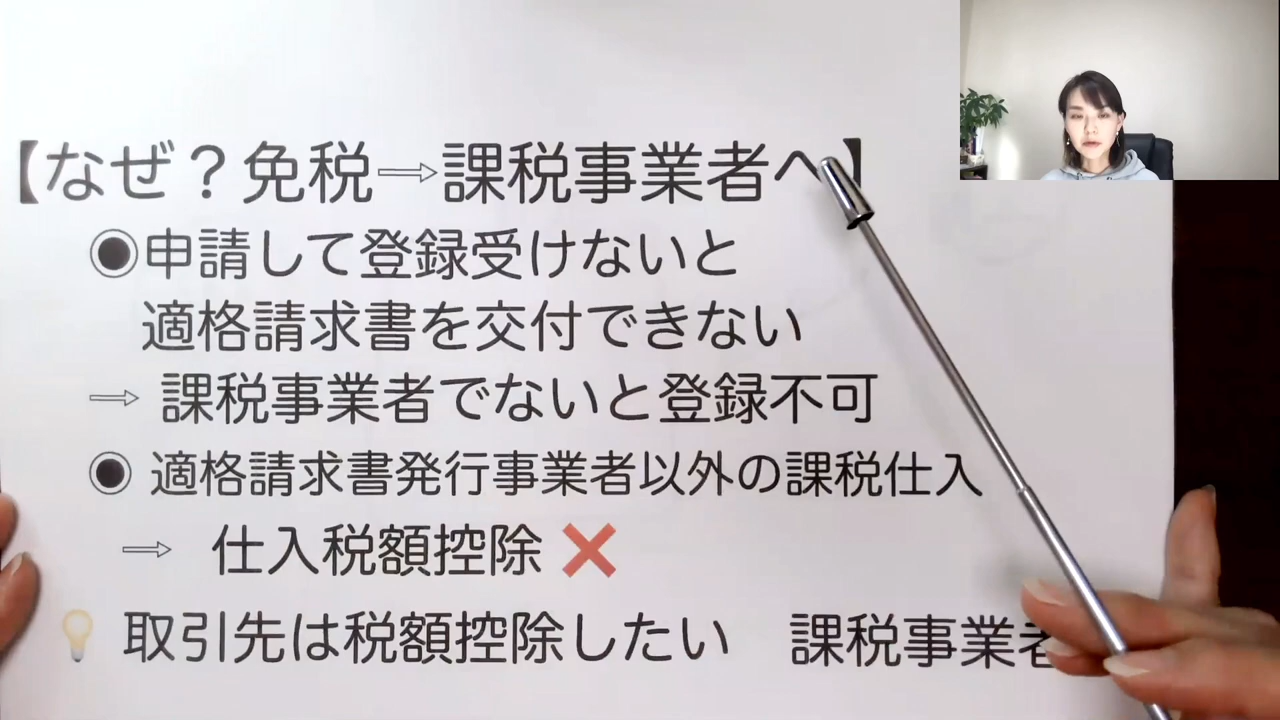 【なぜ？免税⇨課税事業者へ】
◉申請して登録受けないと
適格請求書を交付できない
⇨ 課税事業者でないと登録不可
◉ 適格請求書発行事業者以外の課税仕入
⇨ 仕入税額控除 ❌
💡 取引先は税額控除したい 課税事業者